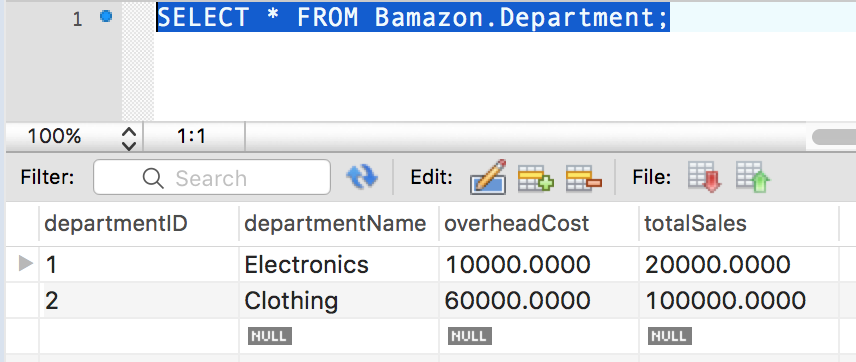 1 SELECT * FROM Bamazon.Department;
100% 1:1
Filter: Search Edit: File:
departmentID departmentName overheadCost totalSales
1 Electronics 10000.0000 20000.0000
2 Clothing 60000.0000 100000.0000
NULL NULL NULL